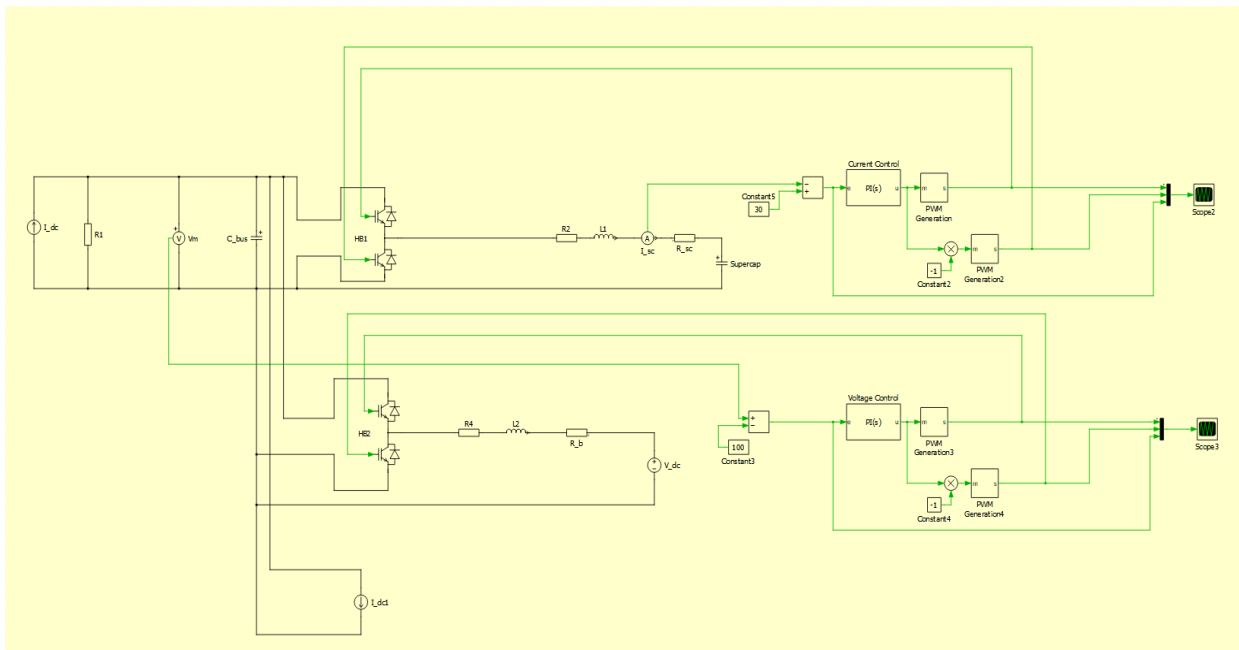 Current Control
PI(s)
e
u
m
s
PWM
Generation
Scope2
Constant5
30
I_dc
R1
V
Vm
C_bus
HB1
R2
L1
A
I_sc
R_sc
Supercap
-1
Constant2
m
s
PWM
Generation2
Voltage Control
PI(s)
e
u
m
s
PWM
Generation3
Scope3
100
Constant3
HB2
R4
L2
R_b
V_dc
-1
Constant4
m
s
PWM
Generation4
I_dc1